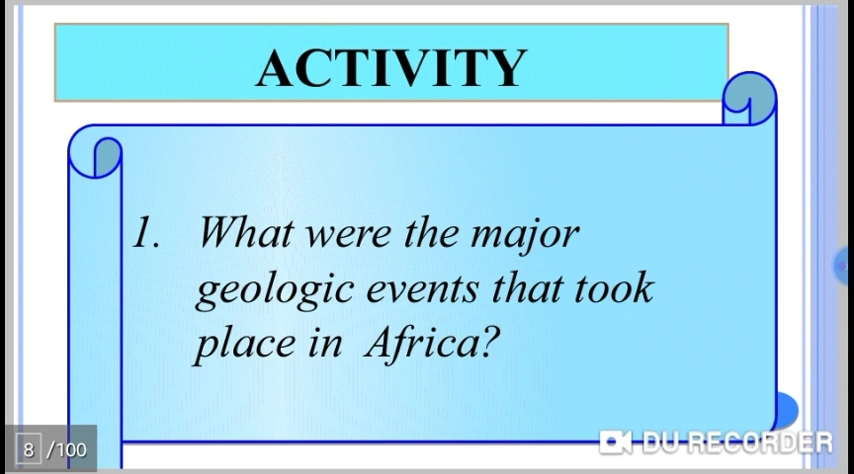 ACTIVITY
1. What were the major
geologic events that took
place in Africa?
8 /100
DU RECORDER